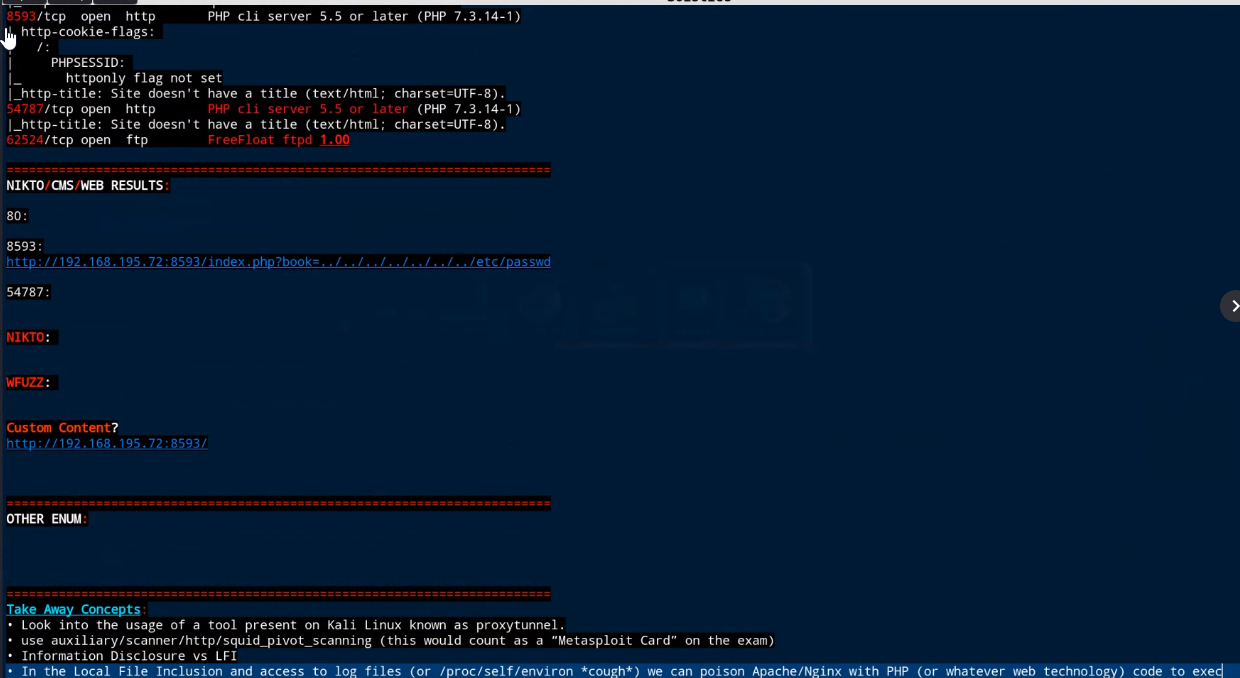 8593/tcp open  http       PHP cli server 5.5 or later (PHP 7.3.14-1)
| http-cookie-flags:
|   /:
|     PHPSESSID:
|_      httponly flag not set
|_http-title: Site doesn't have a title (text/html; charset=UTF-8).
54787/tcp open  http       PHP cli server 5.5 or later (PHP 7.3.14-1)
|_http-title: Site doesn't have a title (text/html; charset=UTF-8).
62524/tcp open  ftp        FreeFloat ftpd 1.00
=========================================================================
NIKTO/CMS/WEB RESULTS:
80:
8593:
http://192.168.195.72:8593/index.php?book=../../../../../../../etc/passwd
54787:
NIKTO:
WFUZZ:
Custom Content?
http://192.168.195.72:8593/
=========================================================================
OTHER ENUM:
=========================================================================
Take Away Concepts:
• Look into the usage of a tool present on Kali Linux known as proxytunnel.
• use auxiliary/scanner/http/squid_pivot_scanning (this would count as a “Metasploit Card” on the exam)
• Information Disclosure vs LFI
• In the Local File Inclusion and access to log files (or /proc/self/environ *cough*) we can poison Apache/Nginx with PHP (or whatever web technology) code to exec